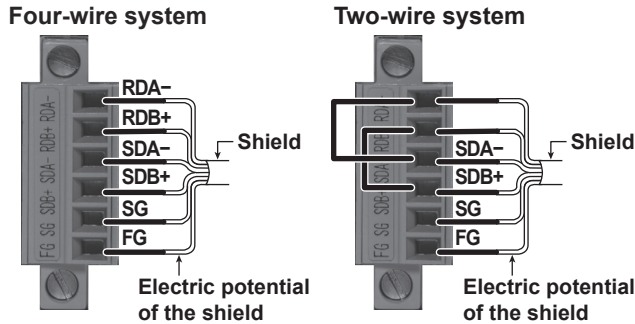 Four-wire system
RDA−
RDB+
SDA−
SDB+
SG
FG
Shield
Electric potential
of the shield
FG SG SDB+ SDA− RDB+ RDA−
Two-wire system
SDA−
SDB+
SG
FG
Shield
Electric potential
of the shield
FG SG SDB+ SDA RDB RDA